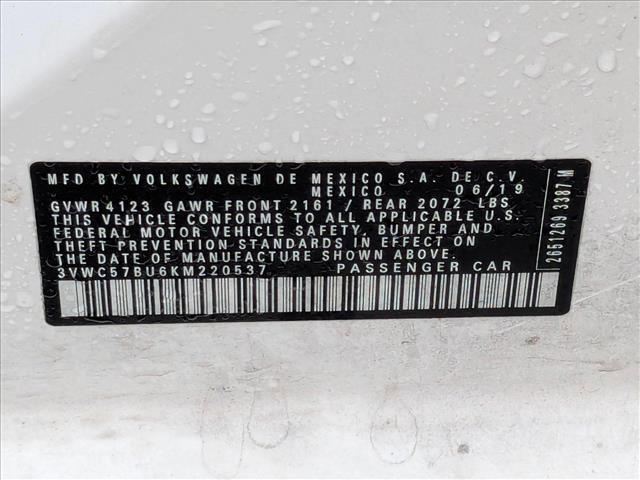 MFD BY VOLKSWAGEN DE MEXICO S.A. DE C.V.
MEXICO 06/19
GVWR 4123 GAWR FRONT 2161 / REAR 2072 LBS
THIS VEHICLE CONFORMS TO ALL APPLICABLE U.S.
FEDERAL MOTOR VEHICLE SAFETY, BUMPER AND
THEFT PREVENTION STANDARDS IN EFFECT ON THE
DATE OF MANUFACTURE SHOWN ABOVE.
3VWC57BU6KM220537 PASSENGER CAR
2651269 3387 M